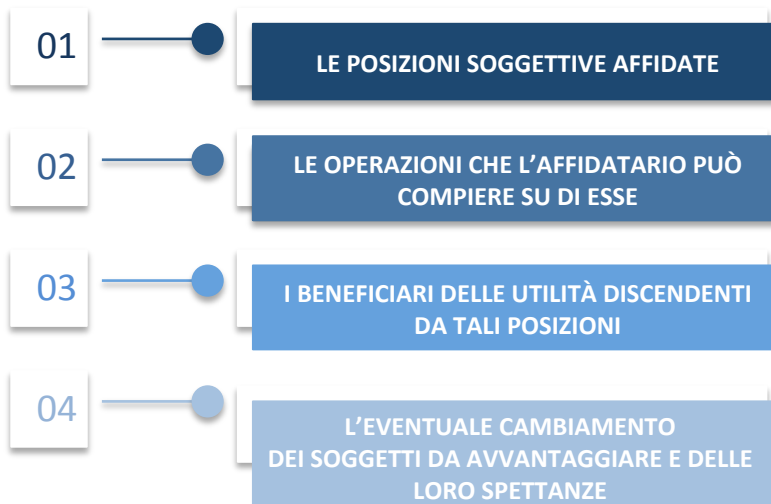 01
LE POSIZIONI SOGGETTIVE AFFIDATE
02
LE OPERAZIONI CHE L'AFFIDATARIO PUÒ
COMPIERE SU DI ESSE
03
I BENEFICIARI DELLE UTILITÀ DISCENDENTI
DA TALI POSIZIONI
04
L'EVENTUALE CAMBIAMENTO
DEI SOGGETTI DA AVVANTAGGIARE E DELLE
LORO SPETTANZE